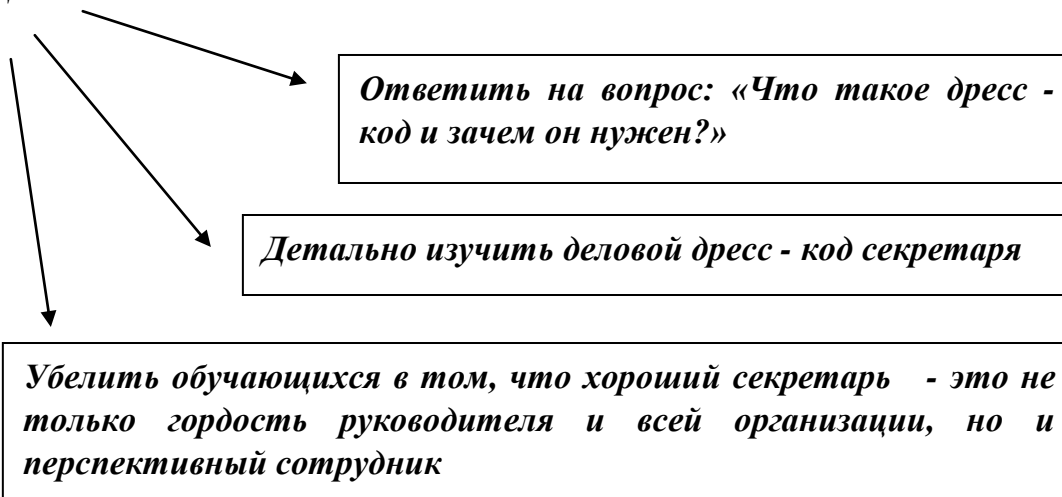 Ответить на вопрос: «Что такое дресс -
код и зачем он нужен?»
Детально изучить деловой дресс - код секретаря
Убелить обучающихся в том, что хороший секретарь - это не
только гордость руководителя и всей организации, но и
перспективный сотрудник